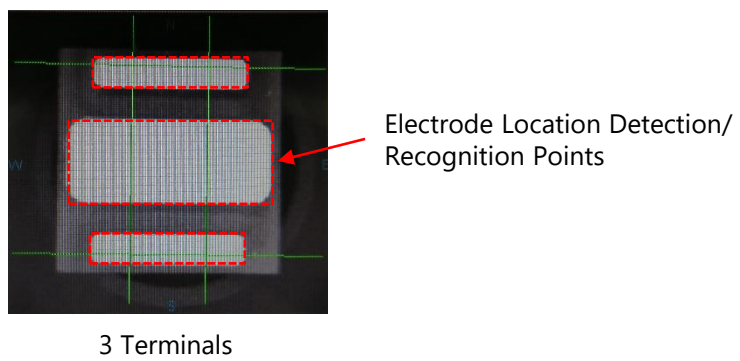 N
W
Electrode Location Detection/
Recognition Points
S
3 Terminals